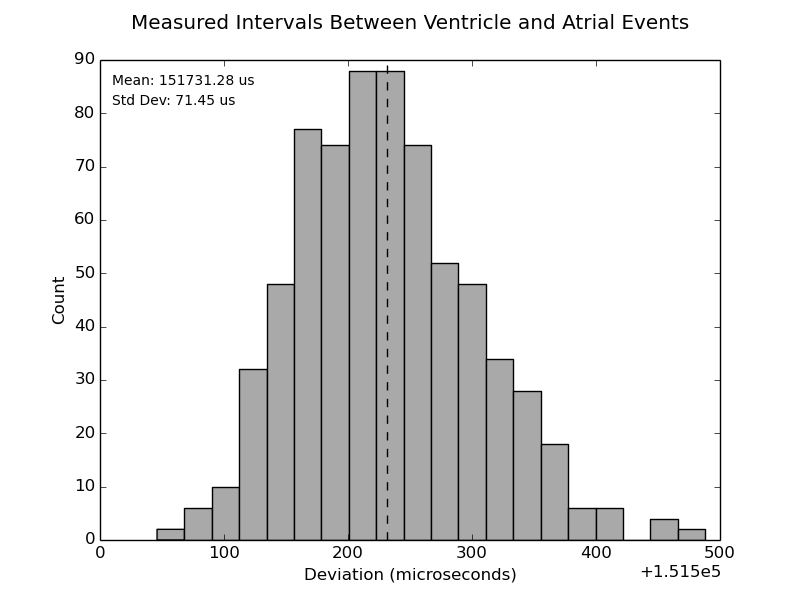 Measured Intervals Between Ventricle and Atrial Events
Mean: 151731.28 us
Std Dev: 71.45 us
90
80
70
60
50
40
30
20
10
0
Count
0 100 200 300 400 500
+1.515e5
Deviation (microseconds)